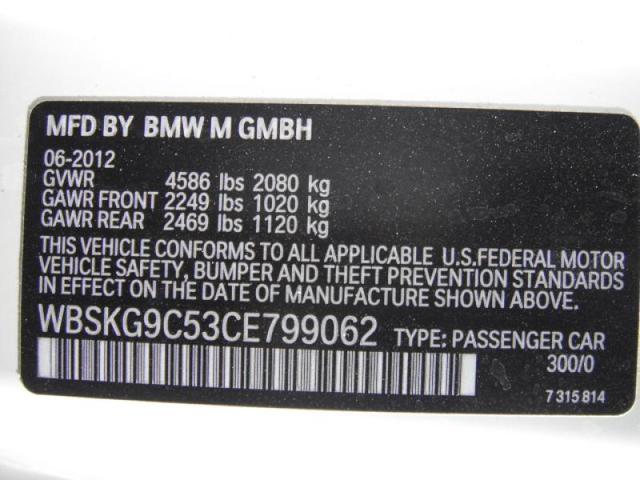 MFD BY BMW M GMBH
06-2012
GVWR 4586 lbs 2080 kg
GAWR FRONT 2249 lbs 1020 kg
GAWR REAR 2469 lbs 1120 kg
THIS VEHICLE CONFORMS TO ALL APPLICABLE U.S.FEDERAL MOTOR
VEHICLE SAFETY, BUMPER AND THEFT PREVENTION STANDARDS
IN EFFECT ON THE DATE OF MANUFACTURE SHOWN ABOVE
WBSKG9C53CE799062 TYPE: PASSENGER CAR
300/0
7 315 814